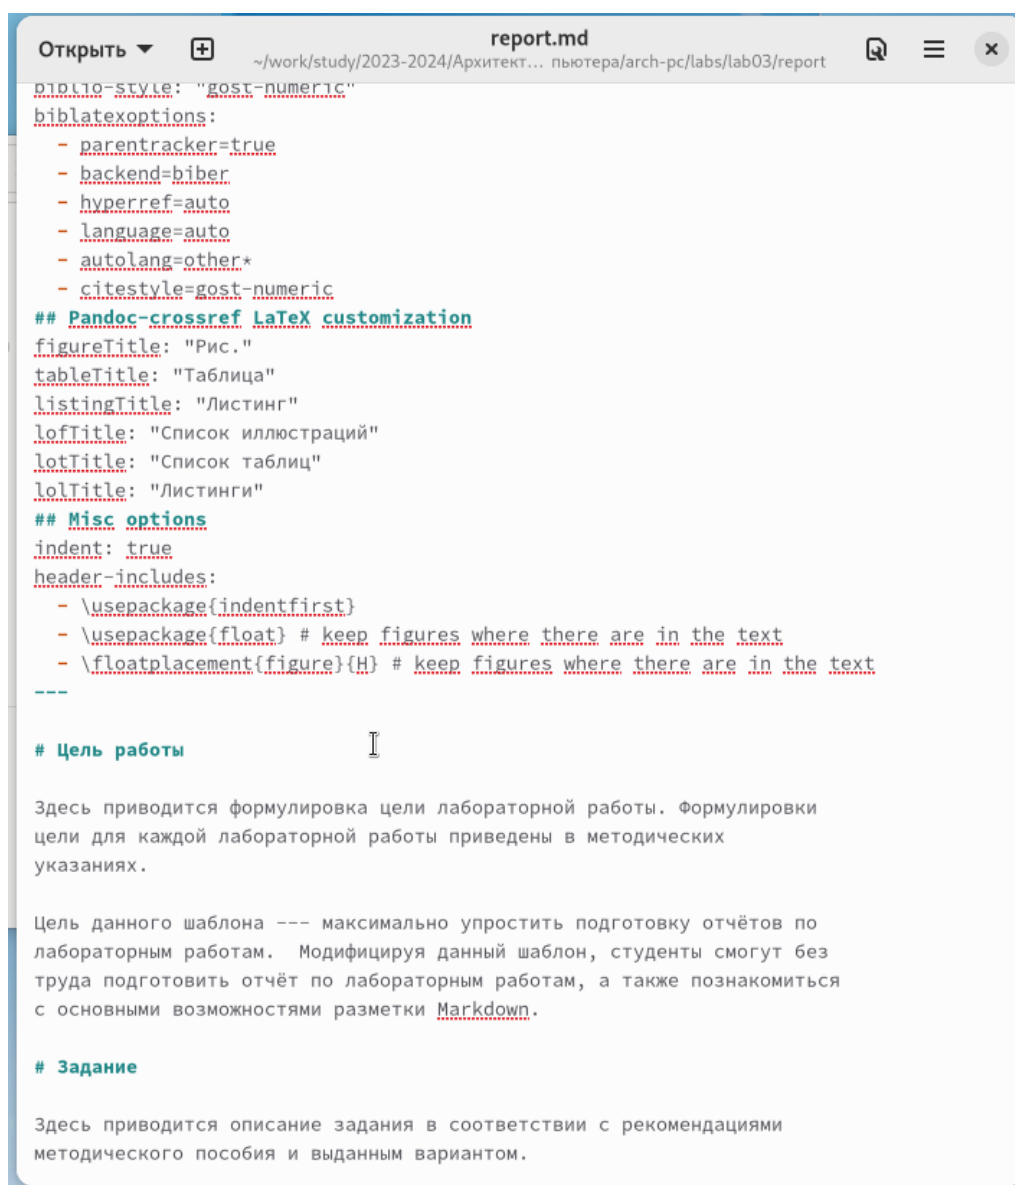 Открыть
report.md
~/work/study/2023-2024/Архитект… пьютера/arch-pc/labs/lab03/report
biblio-style: "gost-numeric"
biblatexoptions:
- parentracker=true
- backend=biber
- hyperref=auto
- language=auto
- autolang=other*
- citestyle=gost-numeric
## Pandoc-crossref LaTeX customization
figureTitle: "Рис."
tableTitle: "Таблица"
listingTitle: "Листинг"
lofTitle: "Список иллюстраций"
lotTitle: "Список таблиц"
lolTitle: "Листинги"
## Misc options
indent: true
header-includes:
- \usepackage{indentfirst}
- \usepackage{float} # keep figures where there are in the text
- \floatplacement{figure}{H} # keep figures where there are in the text
---
# Цель работы
Здесь приводится формулировка цели лабораторной работы. Формулировки
цели для каждой лабораторной работы приведены в методических
указаниях.
Цель данного шаблона --- максимально упростить подготовку отчётов по
лабораторным работам.  Модифицируя данный шаблон, студенты смогут без
труда подготовить отчёт по лабораторным работам, а также познакомиться
с основными возможностями разметки Markdown.
# Задание
Здесь приводится описание задания в соответствии с рекомендациями
методического пособия и выданным вариантом.